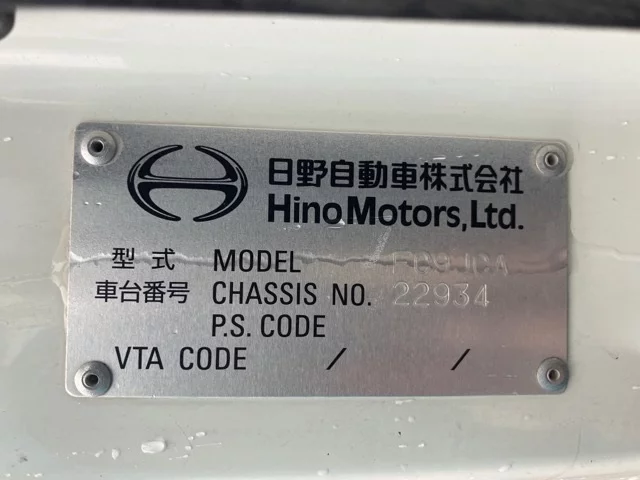 日野自動車株式会社
Hino Motors, Ltd.
型式 MODEL
車台番号 CHASSIS NO. 22934
P.S. CODE
VTA CODE / /